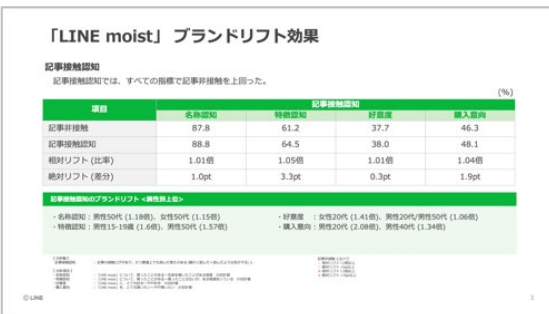 「LINE moist」 ブランドリフト効果
記事接触認知
記事接触認知では、すべての指標で記事非接触を上回った。
(%)
項目 記事接触認知
名称認知 特徴認知 好意度 購入意向
記事非接触 87.8 61.2 37.7 46.3
記事接触認知 88.8 64.5 38.0 48.1
相対リフト (比率) 1.01倍 1.05倍 1.01倍 1.04倍
絶対リフト (差分) 1.0pt 3.3pt 0.3pt 1.9pt
記事接触認知のブランドリフト <属性別上位>
・名称認知：男性50代 (1.18倍)、女性50代 (1.15倍)
・特徴認知：男性15-19歳 (1.6倍)、男性50代 (1.57倍)
・好意度 ：女性20代 (1.41倍)、男性20代/男性50代 (1.06倍)
・購入意向：男性20代 (2.08倍)、男性40代 (1.34倍)
© LINE
1